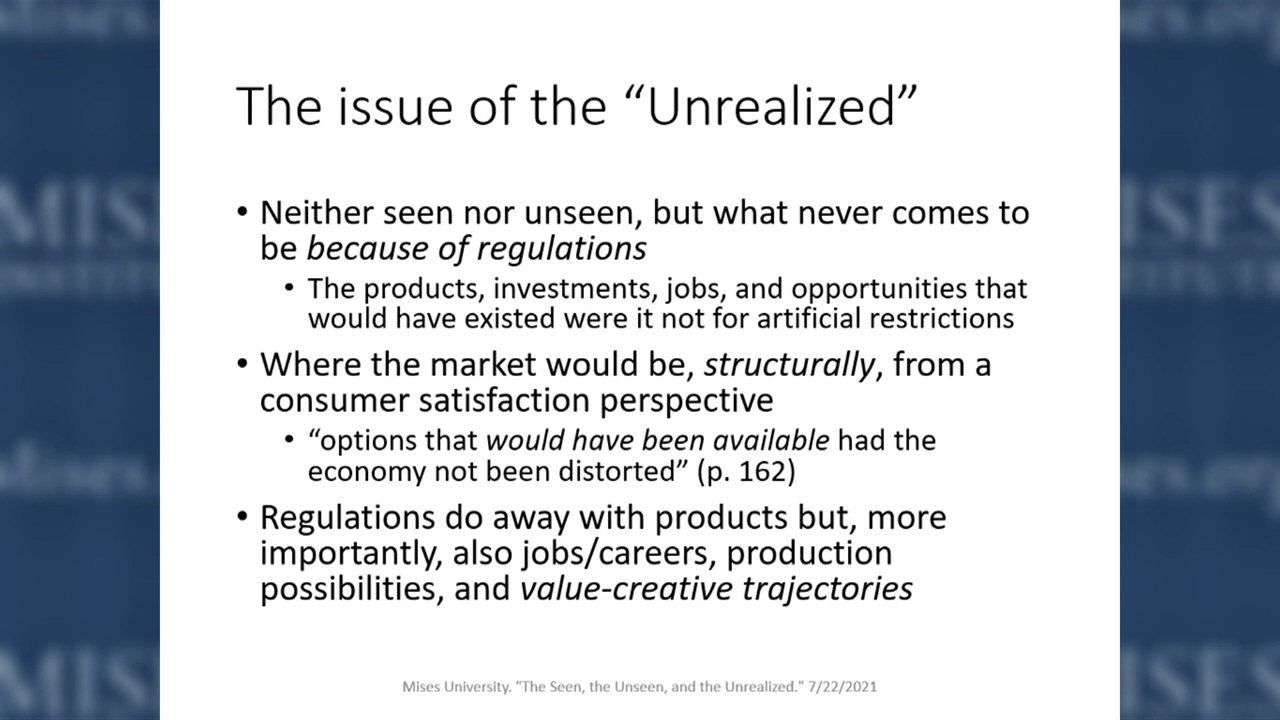 The issue of the “Unrealized”
• Neither seen nor unseen, but what never comes to
be because of regulations
• The products, investments, jobs, and opportunities that
would have existed were it not for artificial restrictions
• Where the market would be, structurally, from a
consumer satisfaction perspective
• “options that would have been available had the
economy not been distorted” (p. 162)
• Regulations do away with products but, more
importantly, also jobs/careers, production
possibilities, and value-creative trajectories
Mises University. "The Seen, the Unseen, and the Unrealized." 7/22/2021